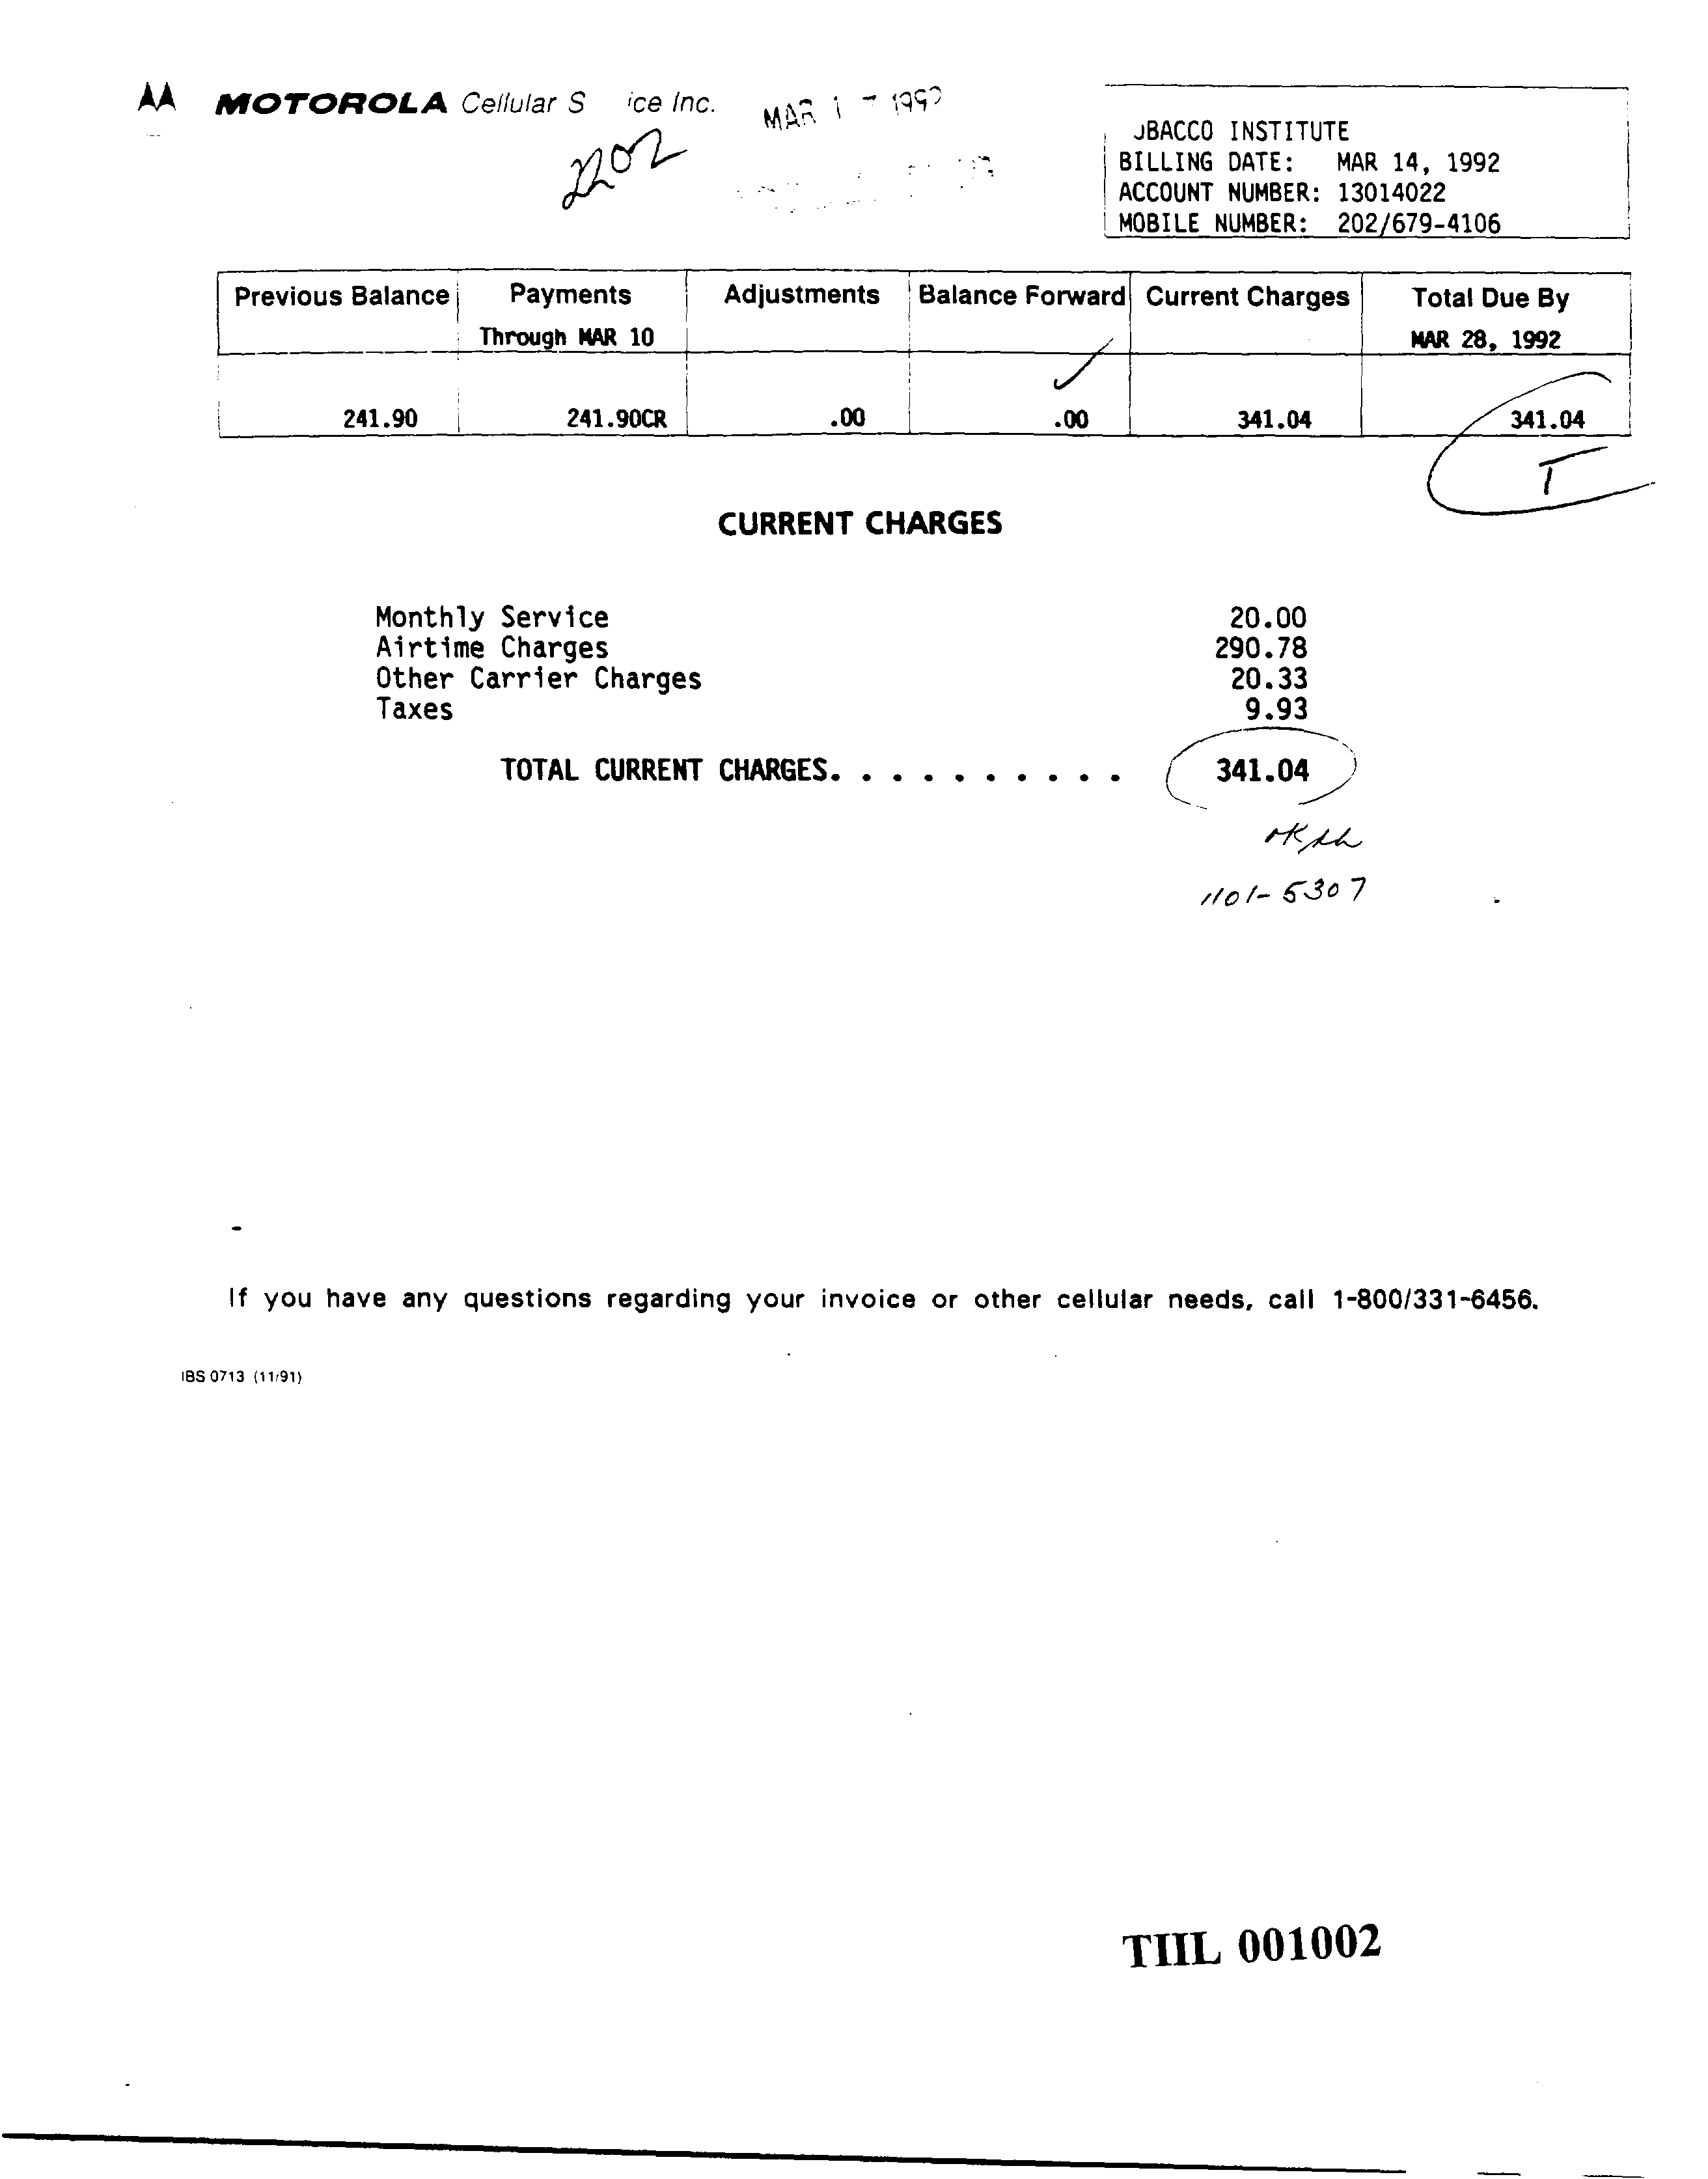 MOTOROLA Cellular S ice Inc.
MAR 1 7 1992
2202
JBACCO INSTITUTE
BILLING DATE: MAR 14, 1992
ACCOUNT NUMBER: 13014022
MOBILE NUMBER: 202/679-4106
Previous Balance Payments Adjustments Balance Forward Current Charges Total Due By
Through MAR 10 MAR 28, 1992
241.90 241.90CR .00 .00 341.04 341.04
T
CURRENT CHARGES
Monthly Service 20.00
Airtime Charges 290.78
Other Carrier Charges 20.33
Taxes 9.93
TOTAL CURRENT CHARGES. . . . . . . . . . 341.04
OK
1101-5307
If you have any questions regarding your invoice or other cellular needs, call 1-800/331-6456.
IBS 0713 (11/91)
TIIL 001002